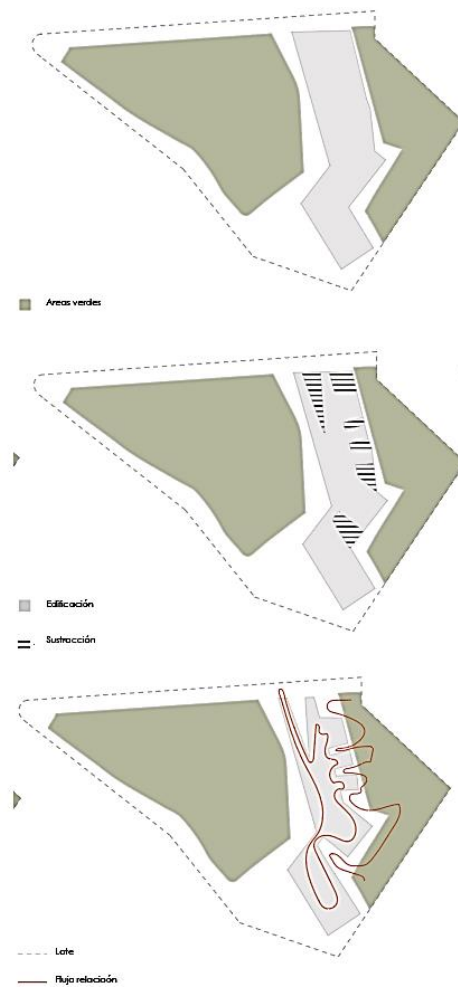 Areas verdes
Edificación
Sustracción
Lote
Flujo relación